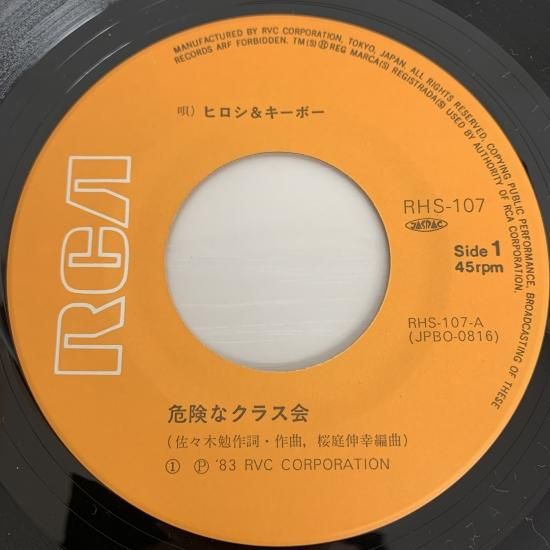 MANUFACTURED BY RVC CORPORATION, TOKYO, JAPAN. ALL RIGHTS RESERVED. COPYING PUBLIC PERFORMANCE, BROADCASTING OF THESE
RECORDS ARF FORBIDDEN. TM(S)®REG MARCA(S) REGISTRADA(S) USED BY AUTHORITY OF RCA CORPORATION.
唄) ヒロシ&キーボー
RCA
RHS-107
JASRAC
Side 1
45rpm
RHS-107-A
(JPBO-0816)
危険なクラス会
(佐々木勉作詞・作曲, 桜庭伸幸編曲)
① Ⓟ '83 RVC CORPORATION